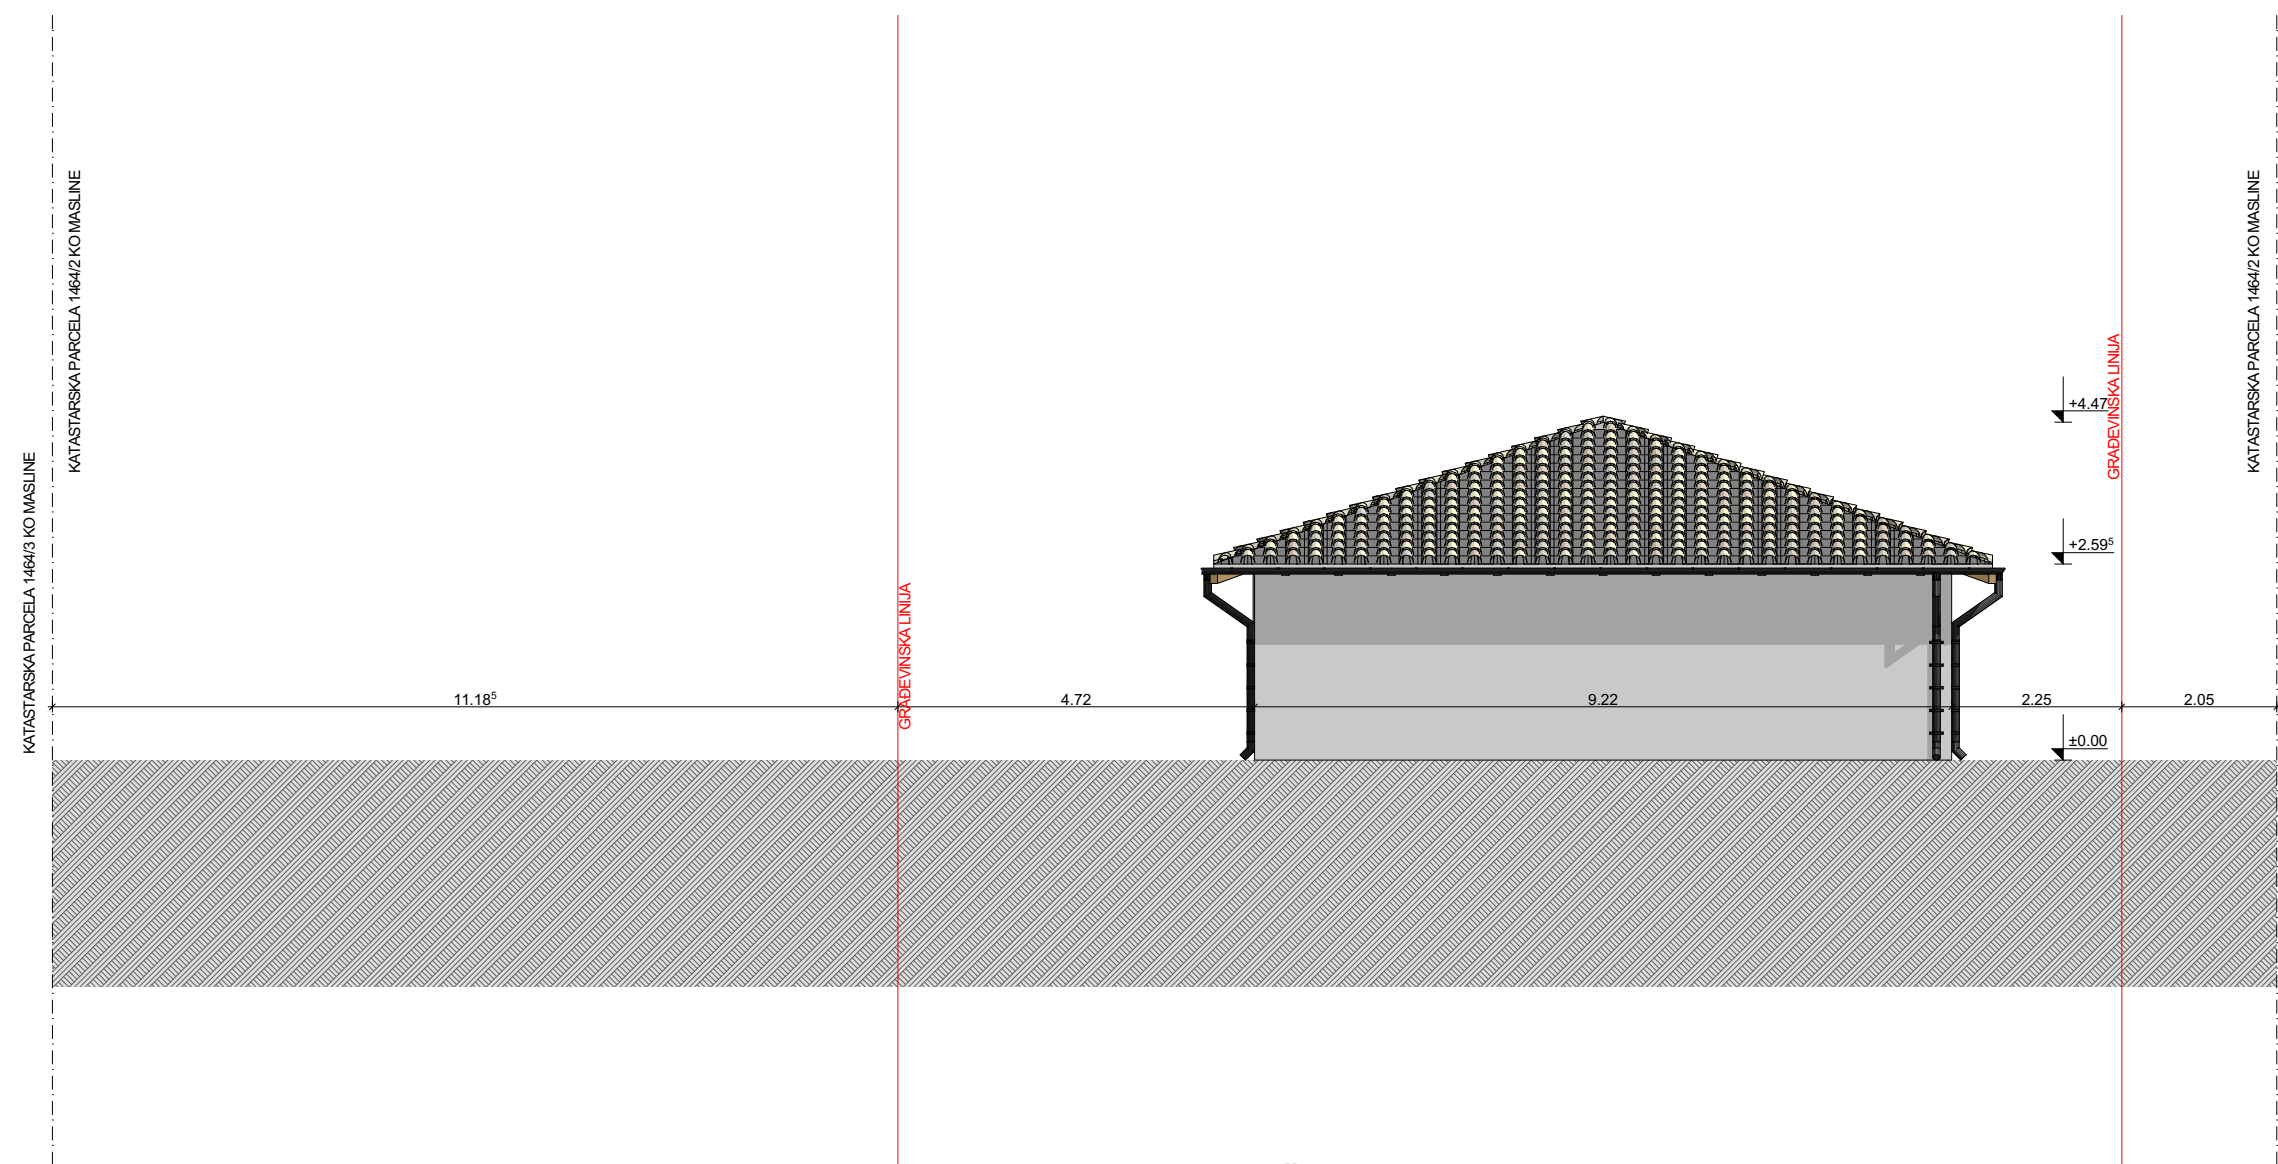 KATASTARSKA PARCELA 1464/3 KO MASLINE
KATASTARSKA PARCELA 1464/2 KO MASLINE
GRAĐEVINSKA LINIJA
GRAĐEVINSKA LINIJA
KATASTARSKA PARCELA 1464/2 KO MASLINE
+4.47
+2.59⁵
±0.00
11.18⁵
4.72
9.22
2.25
2.05